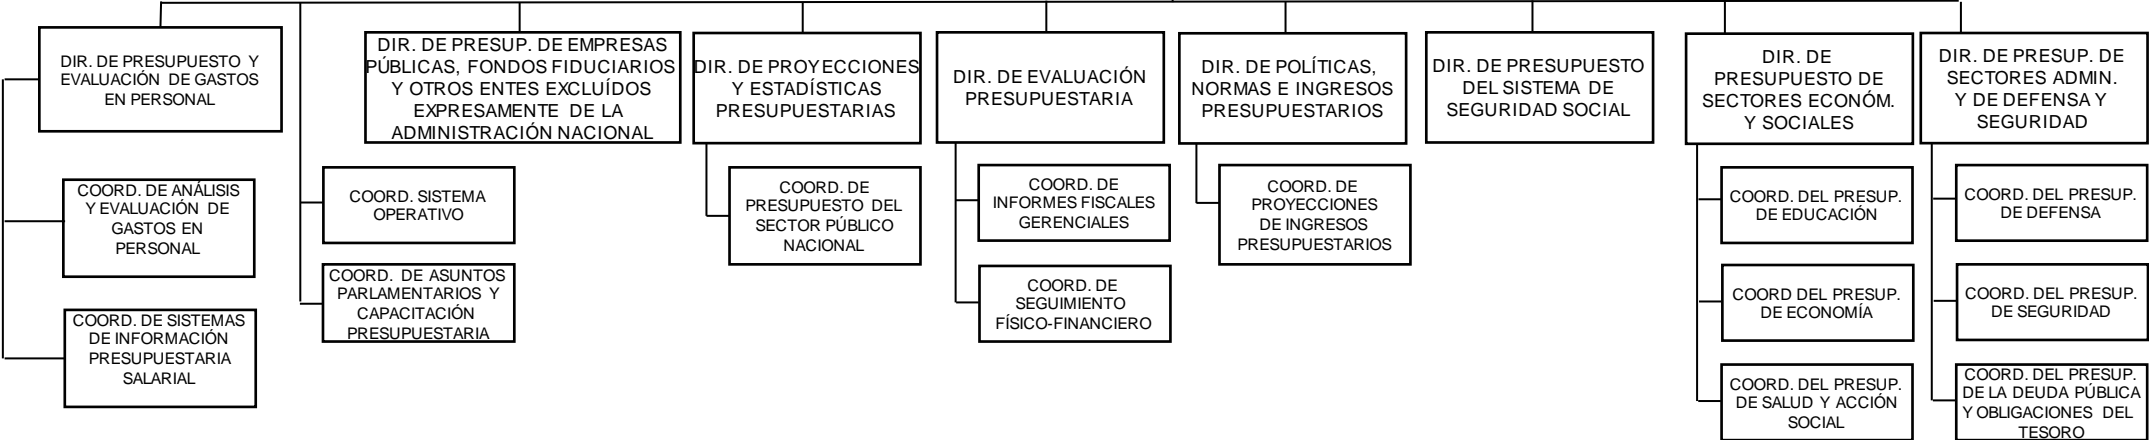 DIR. DE PRESUPUESTO Y
EVALUACIÓN DE GASTOS
EN PERSONAL
DIR. DE PRESUP. DE EMPRESAS
PÚBLICAS, FONDOS FIDUCIARIOS
Y OTROS ENTES EXCLUÍDOS
EXPRESAMENTE DE LA
ADMINISTRACIÓN NACIONAL
DIR. DE PROYECCIONES
Y ESTADÍSTICAS
PRESUPUESTARIAS
DIR. DE EVALUACIÓN
PRESUPUESTARIA
DIR. DE POLÍTICAS,
NORMAS E INGRESOS
PRESUPUESTARIOS
DIR. DE PRESUPUESTO
DEL SISTEMA DE
SEGURIDAD SOCIAL
DIR. DE
PRESUPUESTO DE
SECTORES ECONÓM.
Y SOCIALES
DIR. DE PRESUP. DE
SECTORES ADMIN.
Y DE DEFENSA Y
SEGURIDAD
COORD. DE ANÁLISIS
Y EVALUACIÓN DE
GASTOS EN
PERSONAL
COORD. SISTEMA
OPERATIVO
COORD. DE
PRESUPUESTO DEL
SECTOR PÚBLICO
NACIONAL
COORD. DE
INFORMES FISCALES
GERENCIALES
COORD. DE
PROYECCIONES
DE INGRESOS
PRESUPUESTARIOS
COORD. DEL PRESUP.
DE EDUCACIÓN
COORD. DEL PRESUP.
DE DEFENSA
COORD. DE SISTEMAS
DE INFORMACIÓN
PRESUPUESTARIA
SALARIAL
COORD. DE ASUNTOS
PARLAMENTARIOS Y
CAPACITACIÓN
PRESUPUESTARIA
COORD. DE
SEGUIMIENTO
FÍSICO-FINANCIERO
COORD DEL PRESUP.
DE ECONOMÍA
COORD. DEL PRESUP.
DE SEGURIDAD
COORD. DEL PRESUP.
DE SALUD Y ACCIÓN
SOCIAL
COORD. DEL PRESUP.
DE LA DEUDA PÚBLICA
Y OBLIGACIONES DEL
TESORO